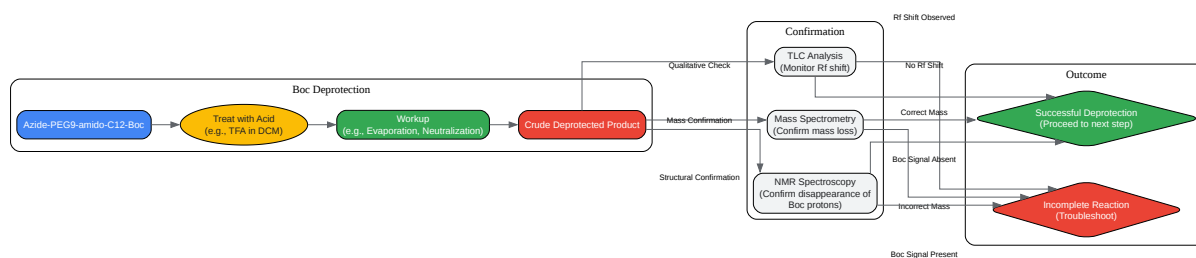 Boc Deprotection
Azide-PEG9-amido-C12-Boc
Treat with Acid
(e.g., TFA in DCM)
Workup
(e.g., Evaporation, Neutralization)
Crude Deprotected Product
Qualitative Check
Mass Confirmation
Structural Confirmation
Confirmation
TLC Analysis
(Monitor Rf shift)
Mass Spectrometry
(Confirm mass loss)
NMR Spectroscopy
(Confirm disappearance of
Boc protons)
Rf Shift Observed
No Rf Shift
Correct Mass
Boc Signal Absent
Incorrect Mass
Boc Signal Present
Outcome
Successful Deprotection
(Proceed to next step)
Incomplete Reaction
(Troubleshoot)